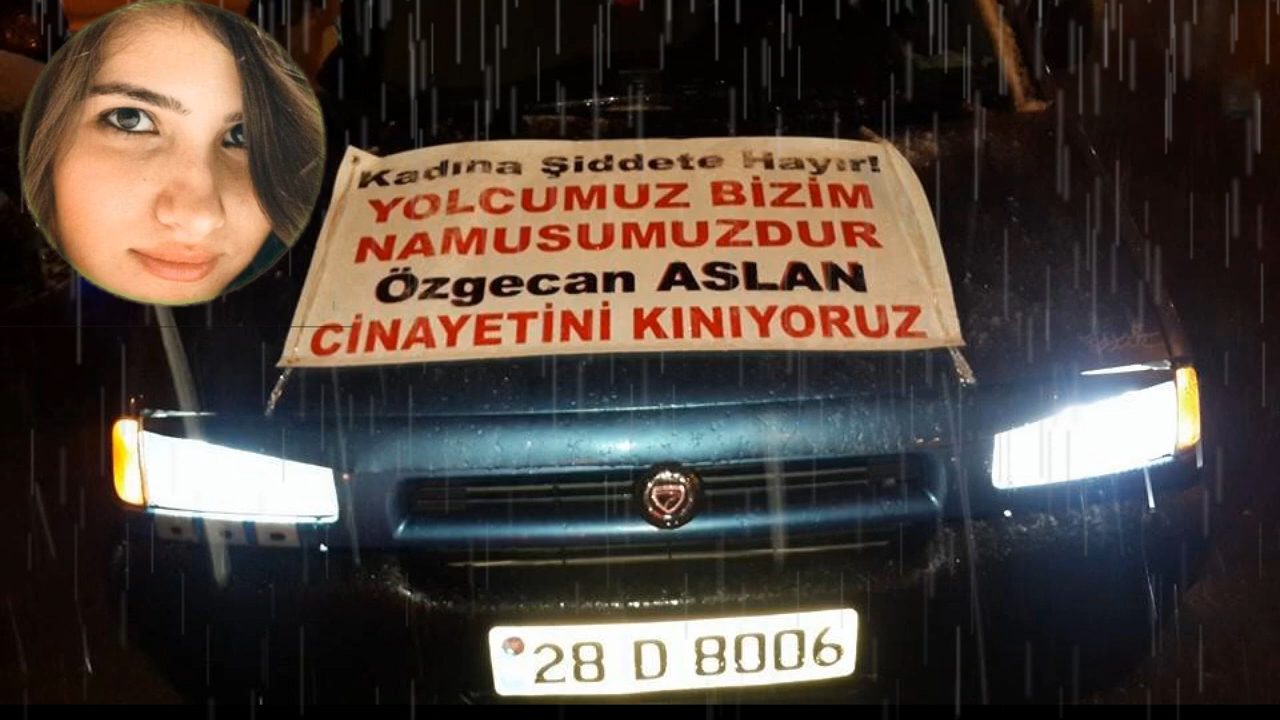 Kadına Şiddete Hayır!
YOLCUMUZ BİZİM
NAMUSUMUZDUR
Özgecan ASLAN
CİNAYETİNİ KINIYORUZ
28 D 8006